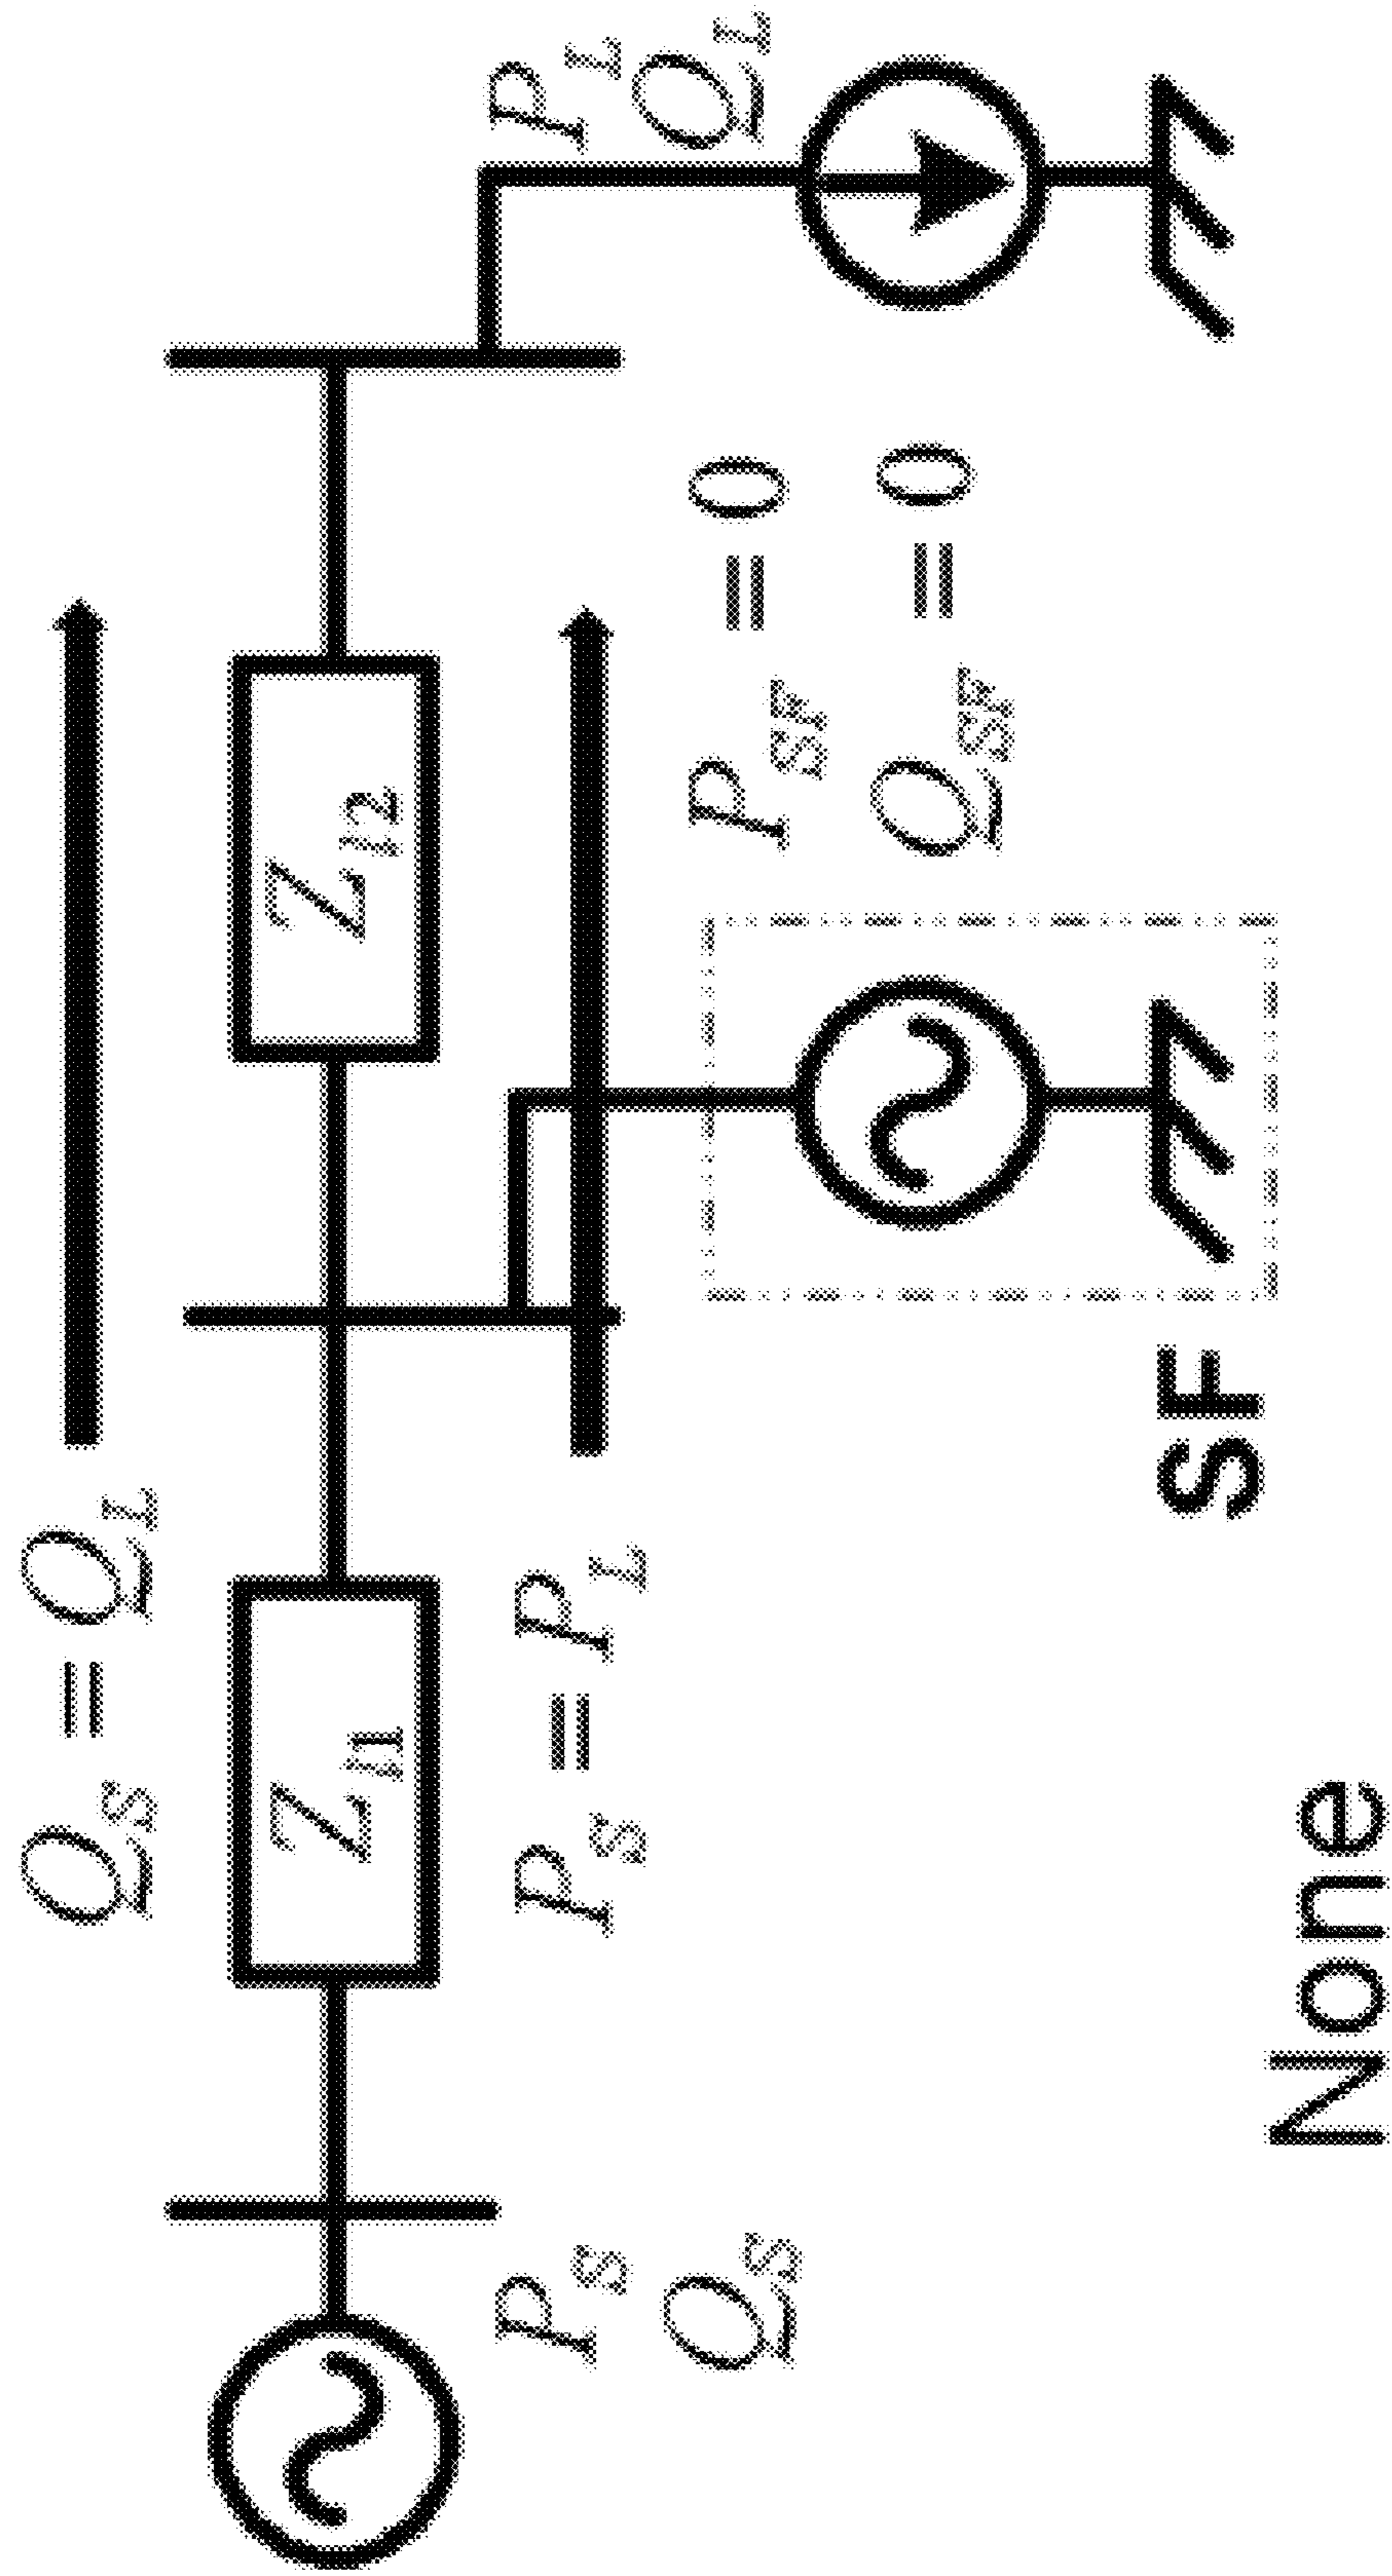 Q_S = Q_L
Z_l1
Z_l2
P_S = P_L
P_L
Q_L
P_S
Q_S
P_SF = 0
Q_SF = 0
SF
None